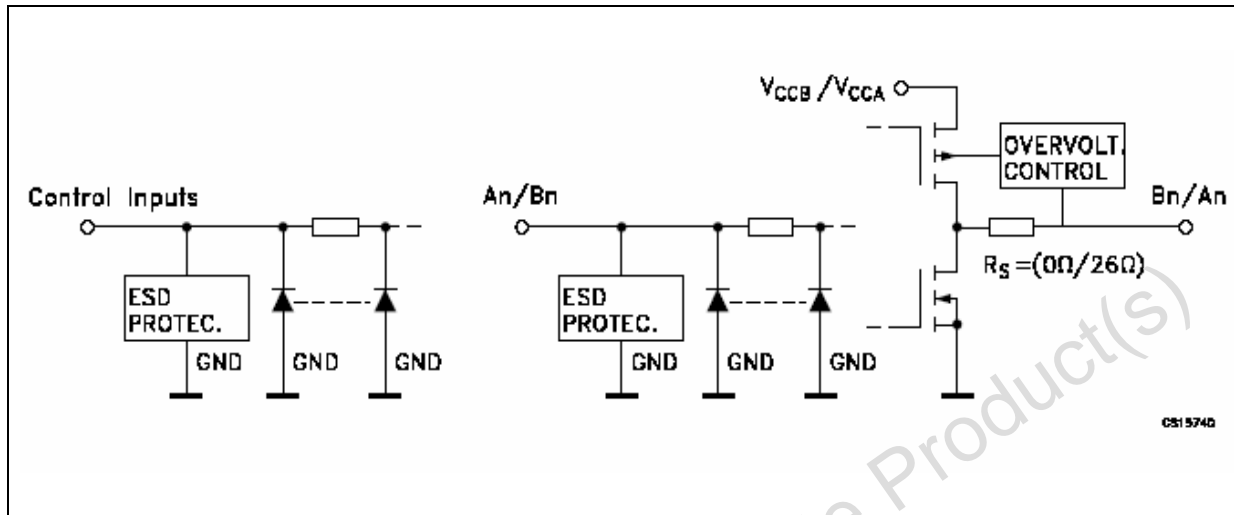 V_CCB /V_CCA
OVERVOLT.
CONTROL
Control Inputs
An/Bn
Bn/An
R_S=(0Ω/26Ω)
ESD
PROTEC.
ESD
PROTEC.
GND
GND
GND
GND
GND
CS15740
Product(s)